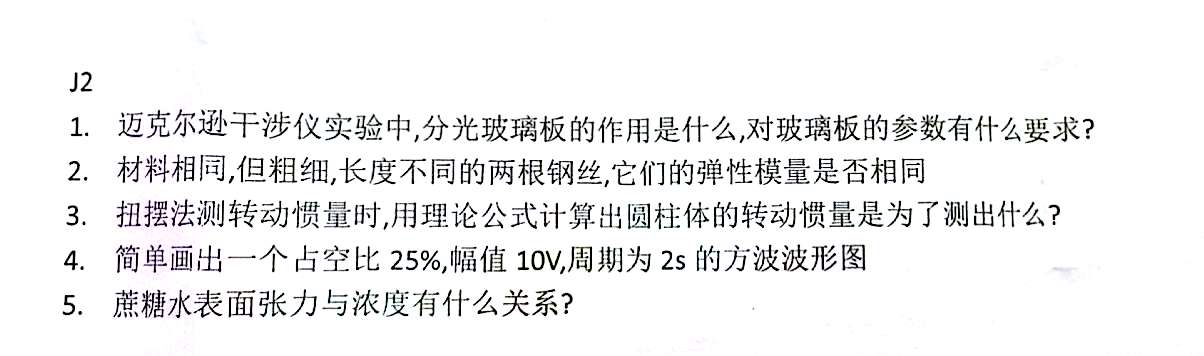 J2
1. 迈克尔逊干涉仪实验中,分光玻璃板的作用是什么,对玻璃板的参数有什么要求?
2. 材料相同,但粗细,长度不同的两根钢丝,它们的弹性模量是否相同
3. 扭摆法测转动惯量时,用理论公式计算出圆柱体的转动惯量是为了测出什么?
4. 简单画出一个占空比 25%,幅值 10V,周期为 2s 的方波波形图
5. 蔗糖水表面张力与浓度有什么关系?